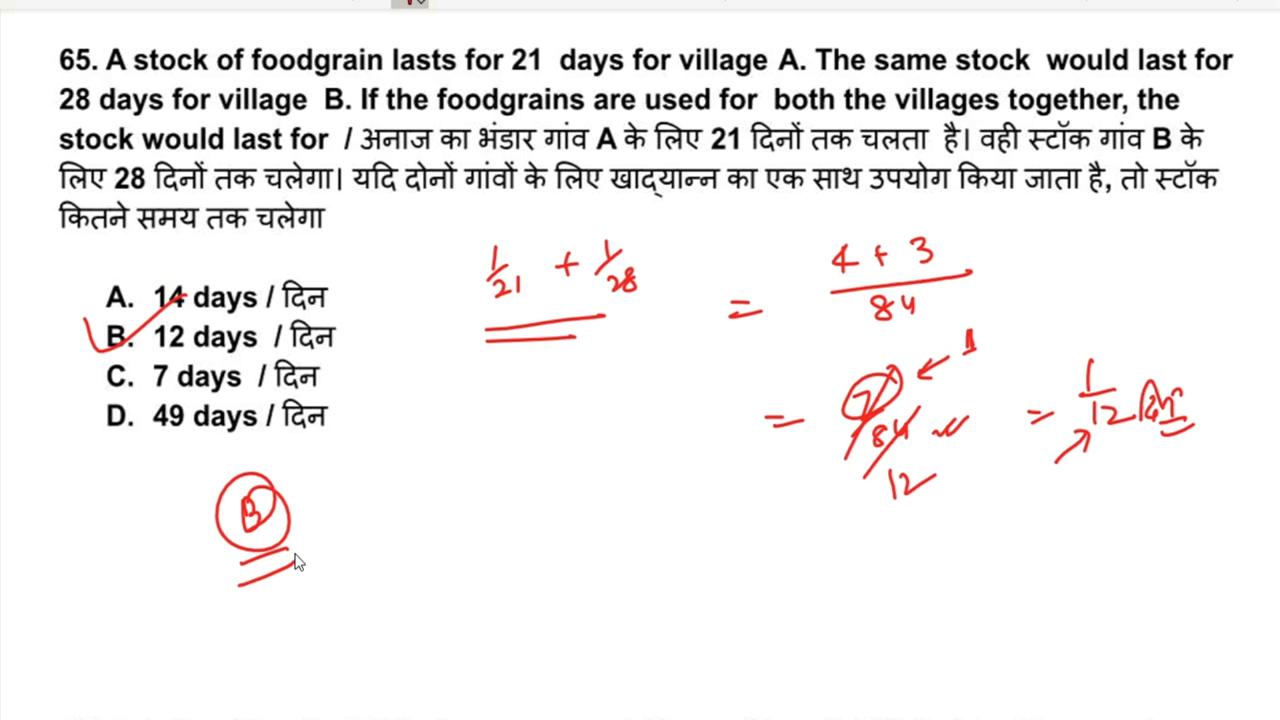 65. A stock of foodgrain lasts for 21 days for village A. The same stock would last for
28 days for village B. If the foodgrains are used for both the villages together, the
stock would last for / अनाज का भंडार गांव A के लिए 21 दिनों तक चलता है। वही स्टॉक गांव B के
लिए 28 दिनों तक चलेगा। यदि दोनों गांवों के लिए खाद्यान्न का एक साथ उपयोग किया जाता है, तो स्टॉक
कितने समय तक चलेगा
A. 14 days / दिन
B. 12 days / दिन
C. 7 days / दिन
D. 49 days / दिन
1/21 + 1/28
= 4 + 3 / 84
= 7/84 1
12
= 1/12 दिन
B